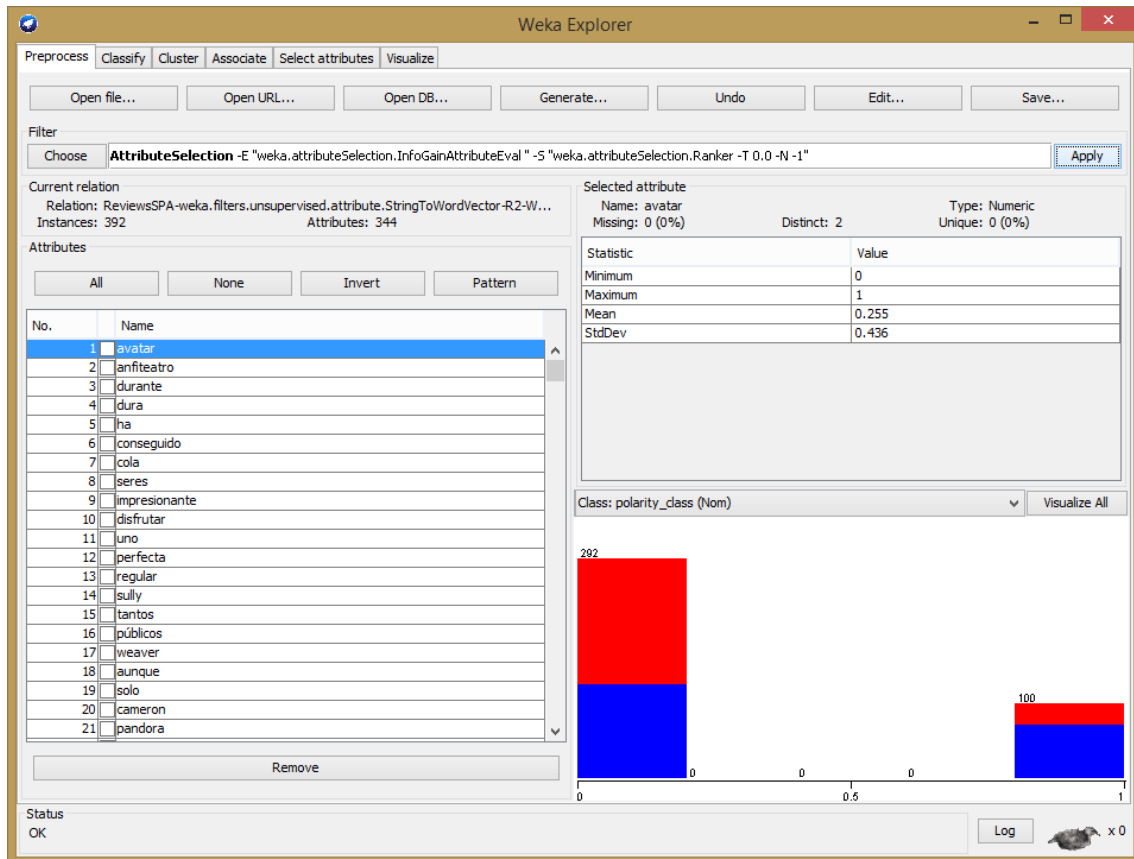 Weka Explorer
Preprocess Classify Cluster Associate Select attributes Visualize
Open file... Open URL... Open DB... Generate... Undo Edit... Save...
Filter
Choose AttributeSelection -E "weka.attributeSelection.InfoGainAttributeEval " -S "weka.attributeSelection.Ranker -T 0.0 -N -1" Apply
Current relation
Relation: ReviewsSPA-weka.filters.unsupervised.attribute.StringToWordVector-R2-W...
Instances: 392 Attributes: 344
Attributes
All None Invert Pattern
No. Name
1 avatar
2 anfiteatro
3 durante
4 dura
5 ha
6 conseguido
7 cola
8 seres
9 impresionante
10 disfrutar
11 uno
12 perfecta
13 regular
14 sully
15 tantos
16 públicos
17 weaver
18 aunque
19 solo
20 cameron
21 pandora
Remove
Selected attribute
Name: avatar Type: Numeric
Missing: 0 (0%) Distinct: 2 Unique: 0 (0%)
Statistic Value
Minimum 0
Maximum 1
Mean 0.255
StdDev 0.436
Class: polarity_class (Nom) Visualize All
292
100
0 0 0
0 0.5 1
Status
OK
Log x 0